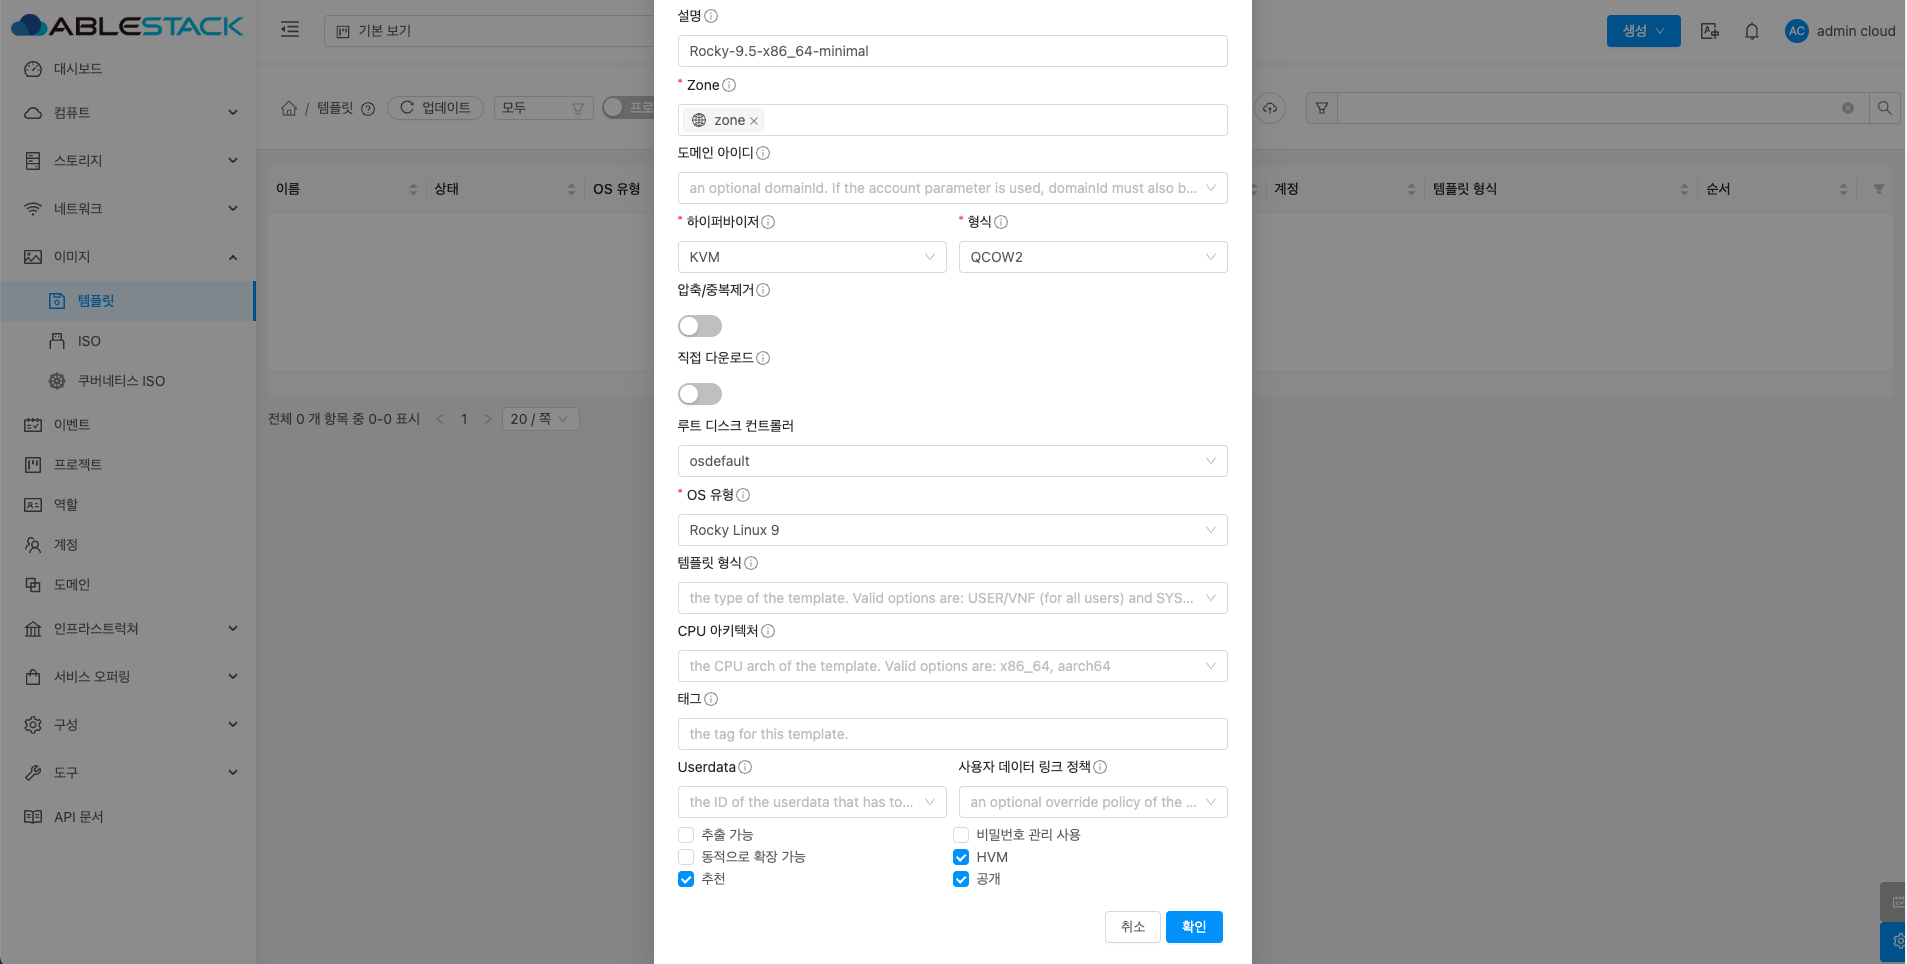 ABLESTACK
기본 보기
생성
AC
admin cloud
대시보드
컴퓨트
스토리지
네트워크
이미지
템플릿
ISO
쿠버네티스 ISO
이벤트
프로젝트
역할
계정
도메인
인프라스트럭쳐
서비스 오퍼링
구성
도구
API 문서
/ 템플릿
업데이트
모두
프로
이름
상태
OS 유형
계정
템플릿 형식
순서
전체 0 개 항목 중 0-0 표시
1
20 / 쪽
설명
Rocky-9.5-x86_64-minimal
* Zone
zone
도메인 아이디
an optional domainId. If the account parameter is used, domainId must also b...
* 하이퍼바이저
* 형식
KVM
QCOW2
압축/중복제거
직접 다운로드
루트 디스크 컨트롤러
osdefault
* OS 유형
Rocky Linux 9
템플릿 형식
the type of the template. Valid options are: USER/VNF (for all users) and SYS...
CPU 아키텍처
the CPU arch of the template. Valid options are: x86_64, aarch64
태그
the tag for this template.
Userdata
사용자 데이터 링크 정책
the ID of the userdata that has to...
an optional override policy of the ...
추출 가능
비밀번호 관리 사용
동적으로 확장 가능
HVM
추천
공개
취소
확인